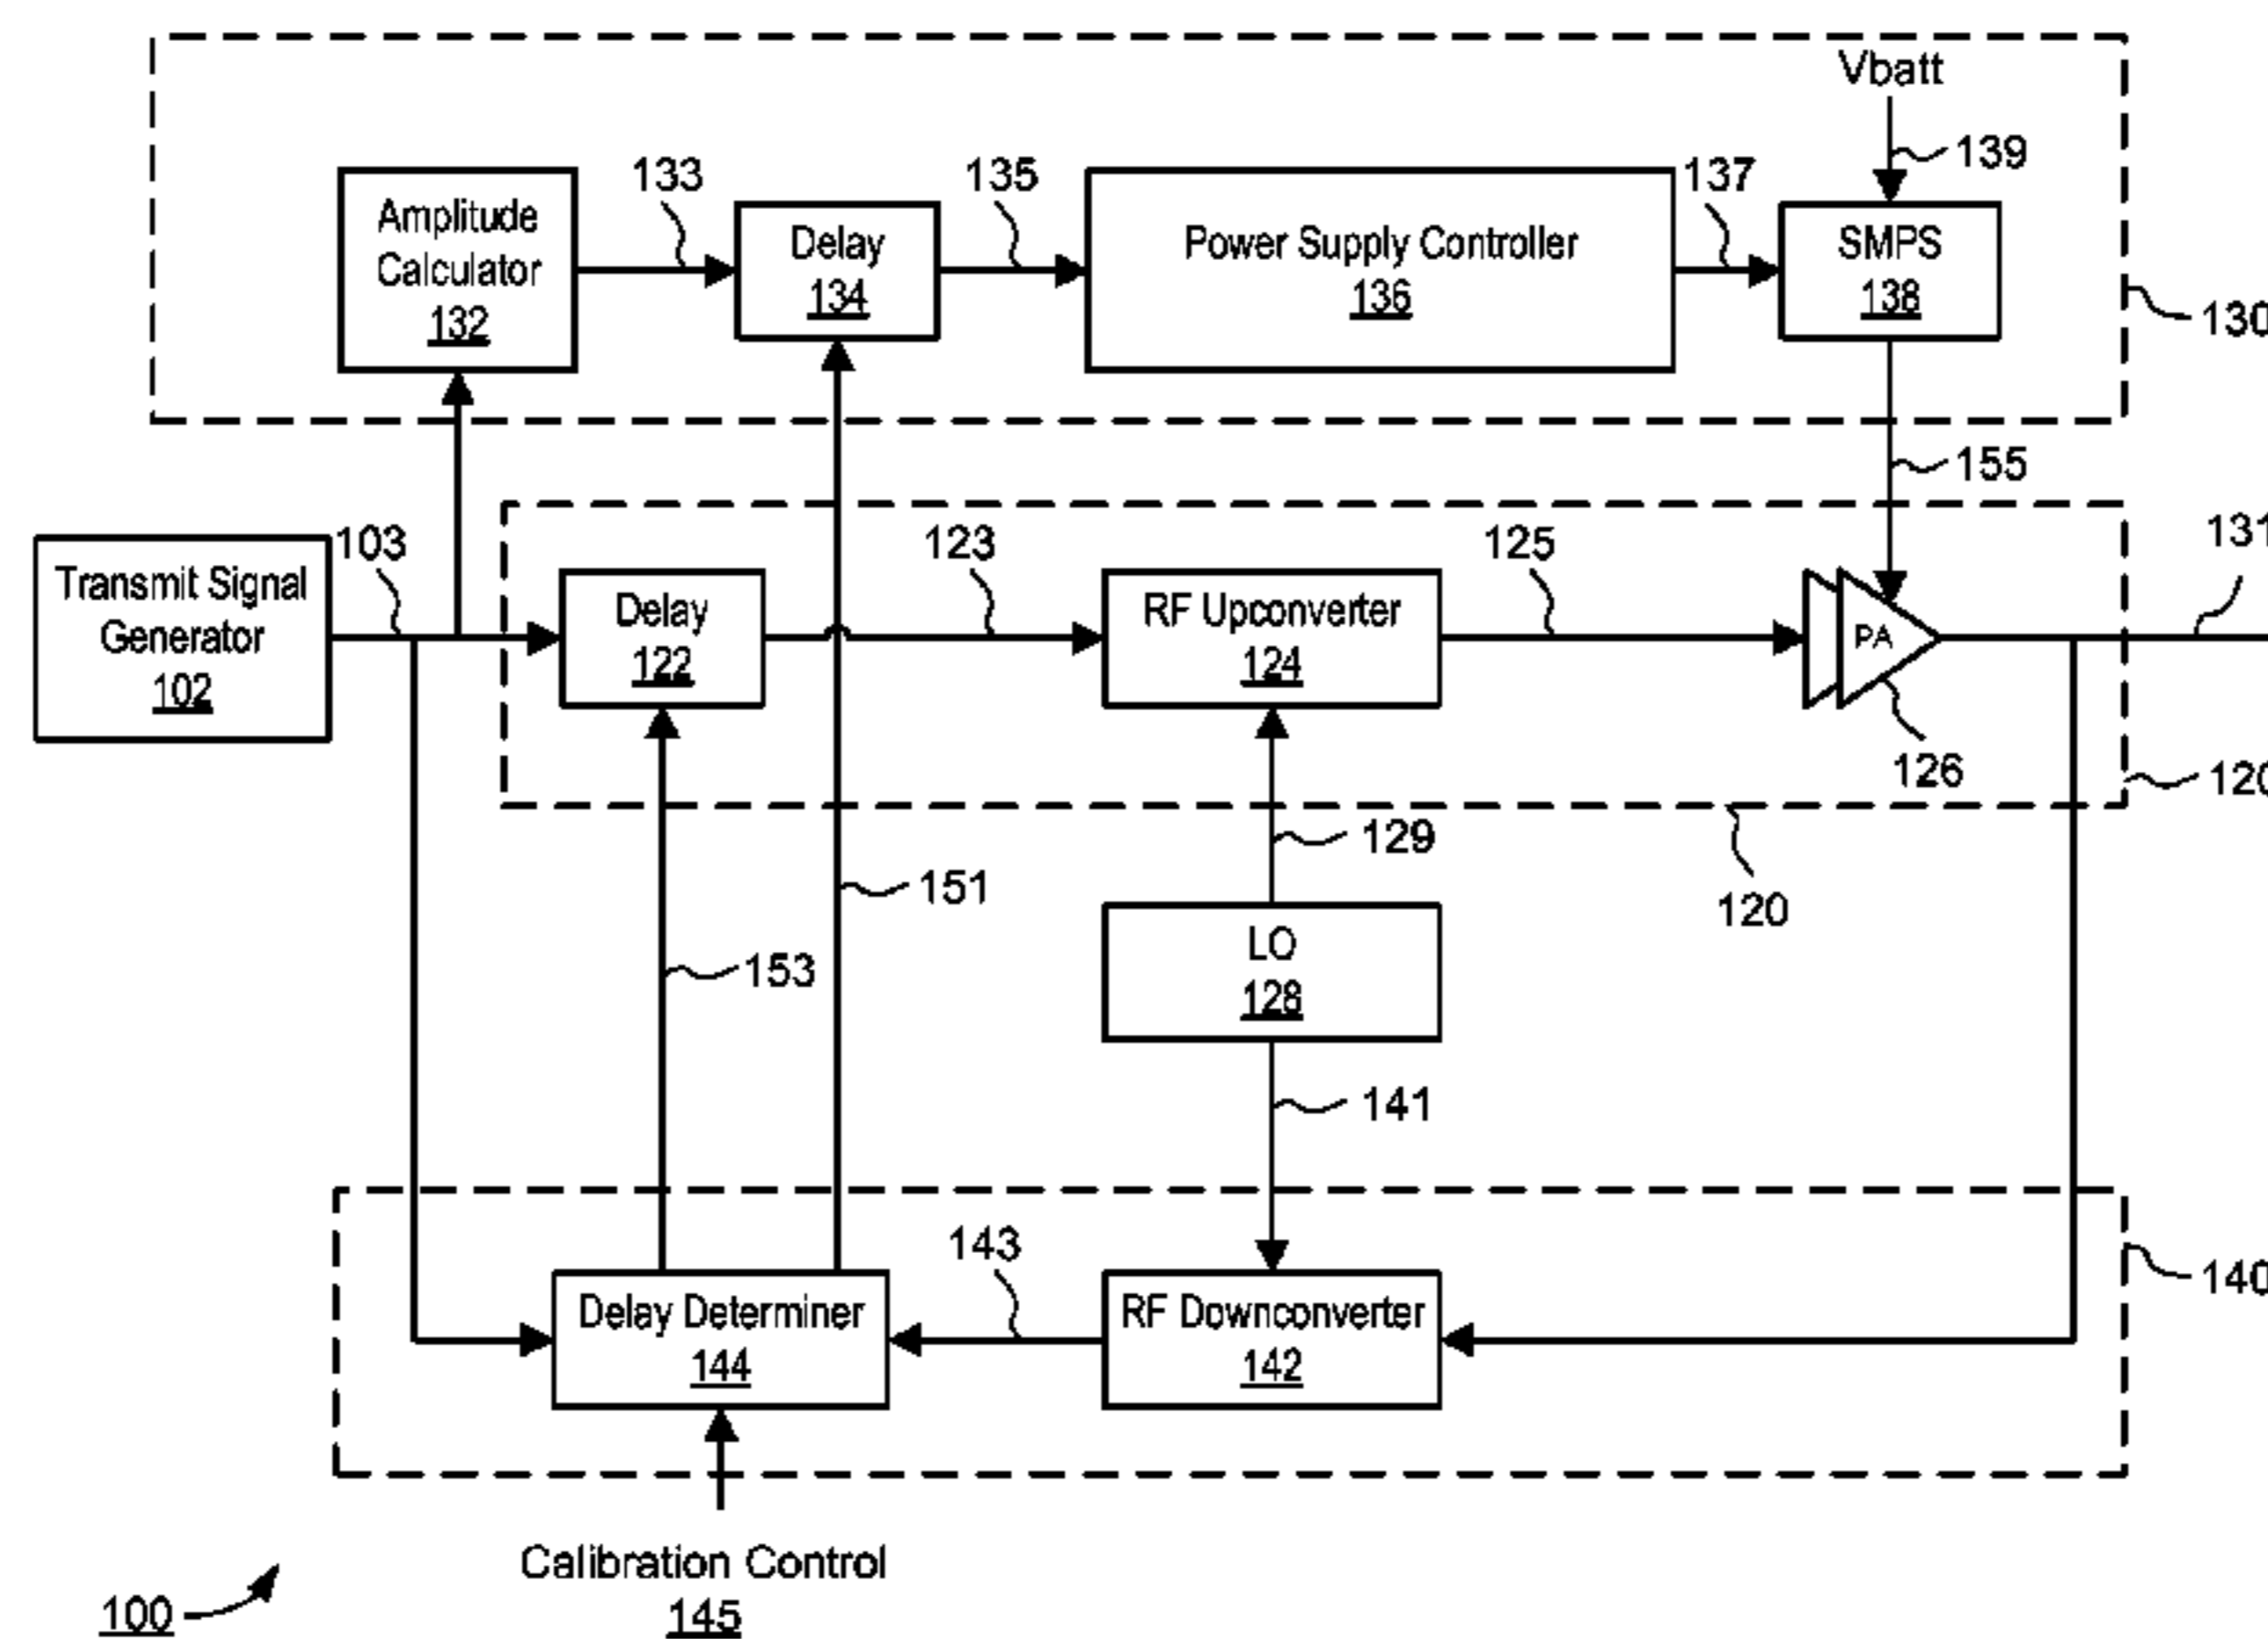 Vbatt
139
133
135
137
Amplitude
Calculator
132
Delay
134
Power Supply Controller
136
SMPS
138
130
155
131
103
123
125
Transmit Signal
Generator
102
Delay
122
RF Upconverter
124
PA
126
120
129
120
151
153
LO
128
141
143
140
Delay Determiner
144
RF Downconverter
142
Calibration Control
145
100